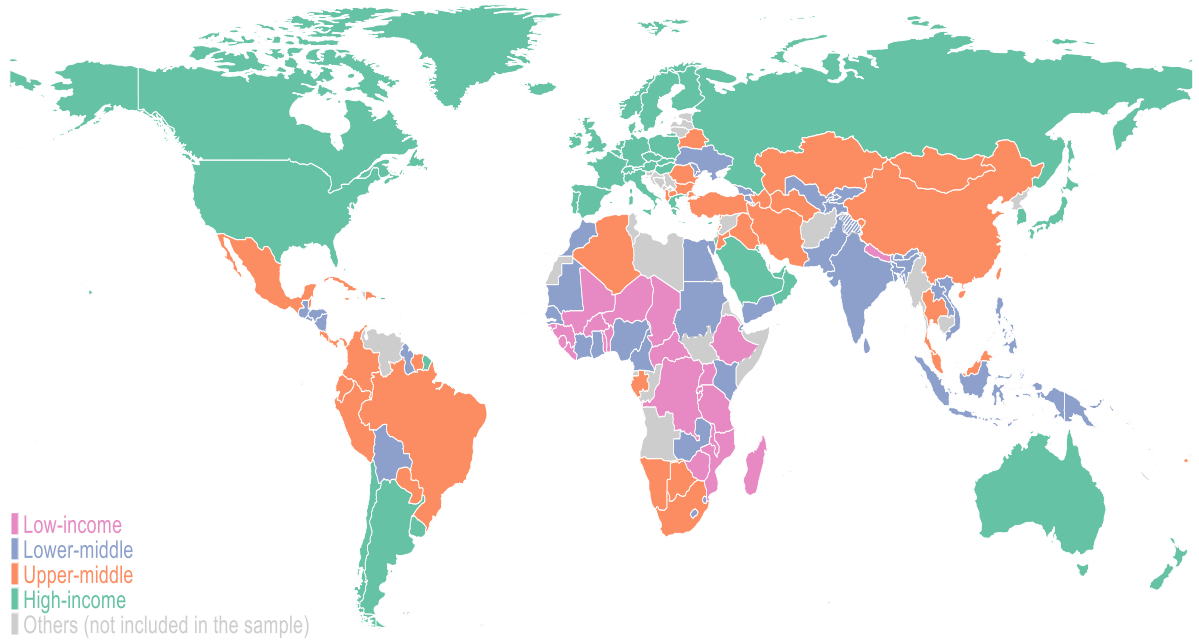 Low-income
Lower-middle
Upper-middle
High-income
Others (not included in the sample)